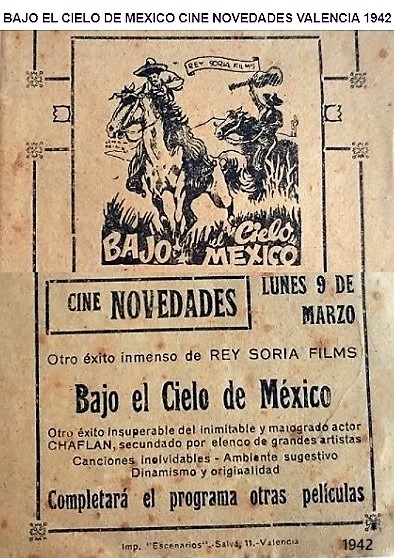 BAJO EL CIELO DE MEXICO CINE NOVEDADES VALENCIA 1942
REY SORIA FILMS
BAJO el Cielo de
MEXICO
CINE NOVEDADES
LUNES 9 DE
MARZO
Otro éxito inmenso de REY SORIA FILMS
Bajo el Cielo de México
Otro éxito insuperable del inimitable y malogrado actor
CHAFLAN, secundado por elenco de grandes artistas
Canciones inolvidables - Ambiente sugestivo
Dinamismo y originalidad
Completará el programa otras películas
Imp. "Escenarios".-Salvá, 11.-Valencia
1942